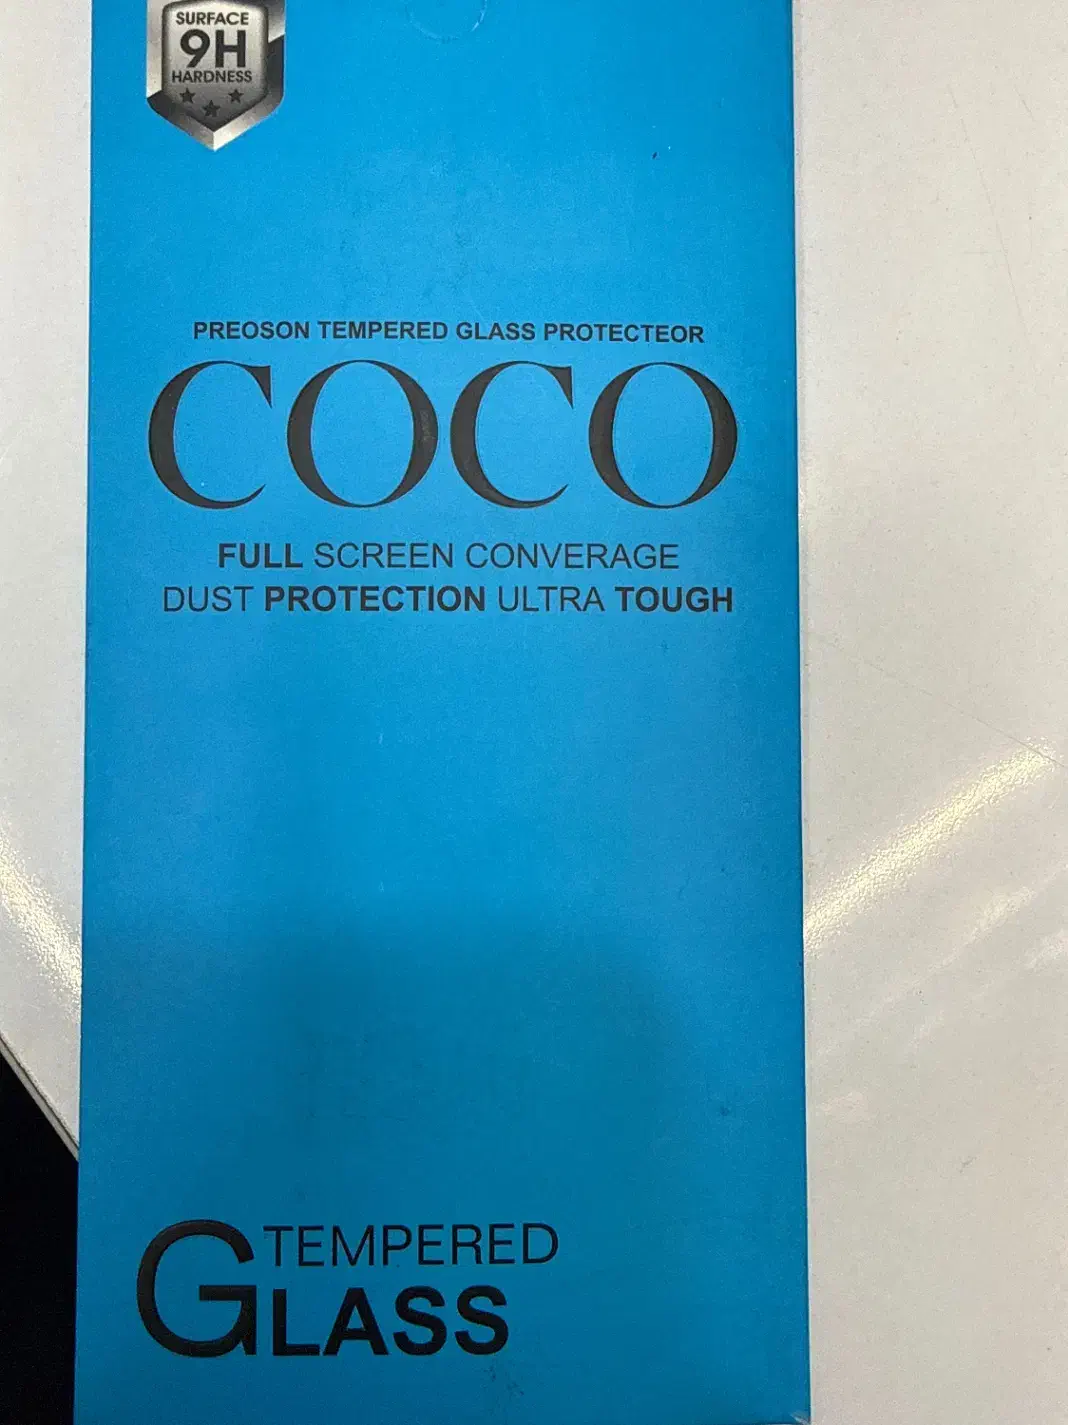 SURFACE
9H
HARDNESS
PREOSON TEMPERED GLASS PROTECTEOR
COCO
FULL SCREEN CONVERAGE
DUST PROTECTION ULTRA TOUGH
TEMPERED
GLASS